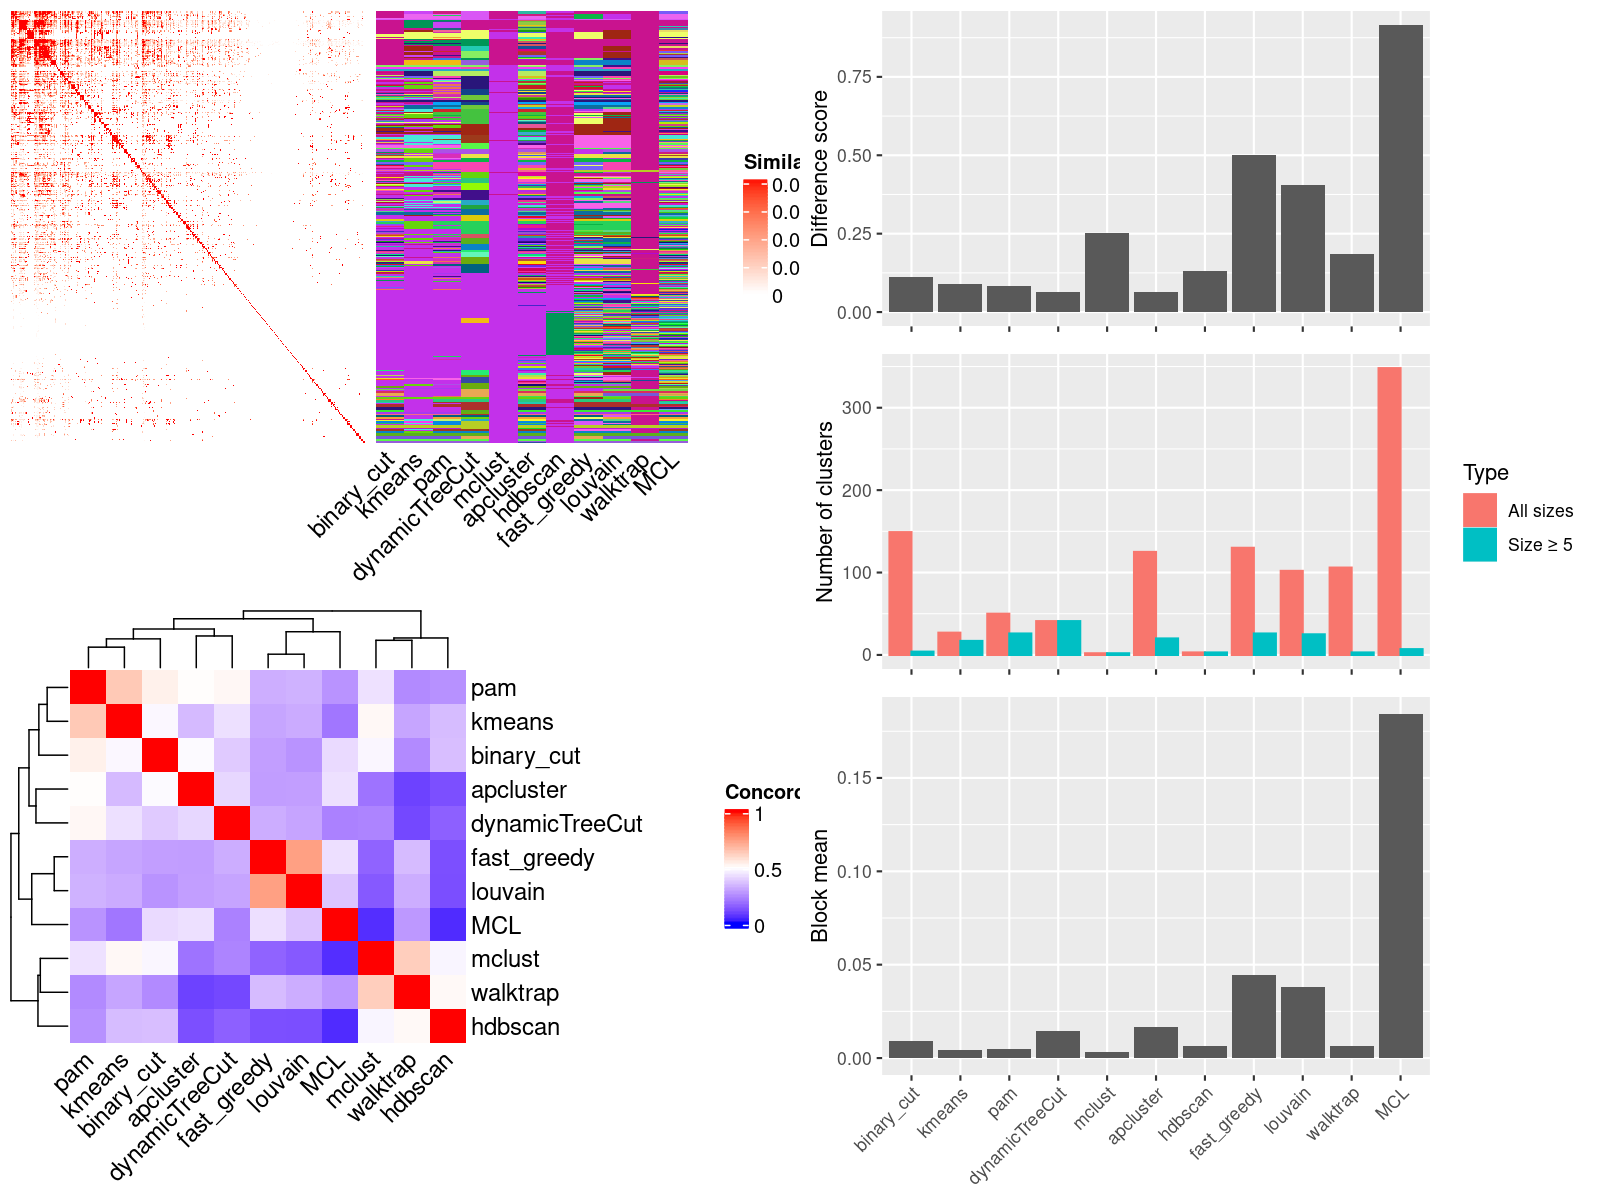 Simila
0.0
0.0
0.0
0.0
0
binary_cut
kmeans
pam
dynamicTreeCut
mclust
apcluster
hdbscan
fast_greedy
louvain
walktrap
MCL
pam
kmeans
binary_cut
apcluster
dynamicTreeCut
fast_greedy
louvain
MCL
mclust
walktrap
hdbscan
Concord
1
0.5
0
pam
kmeans
binary_cut
apcluster
dynamicTreeCut
fast_greedy
louvain
MCL
mclust
walktrap
hdbscan
Difference score
0.75
0.50
0.25
0.00
Number of clusters
300
200
100
0
Type
All sizes
Size ≥ 5
Block mean
0.15
0.10
0.05
0.00
binary_cut
kmeans
pam
dynamicTreeCut
mclust
apcluster
hdbscan
fast_greedy
louvain
walktrap
MCL